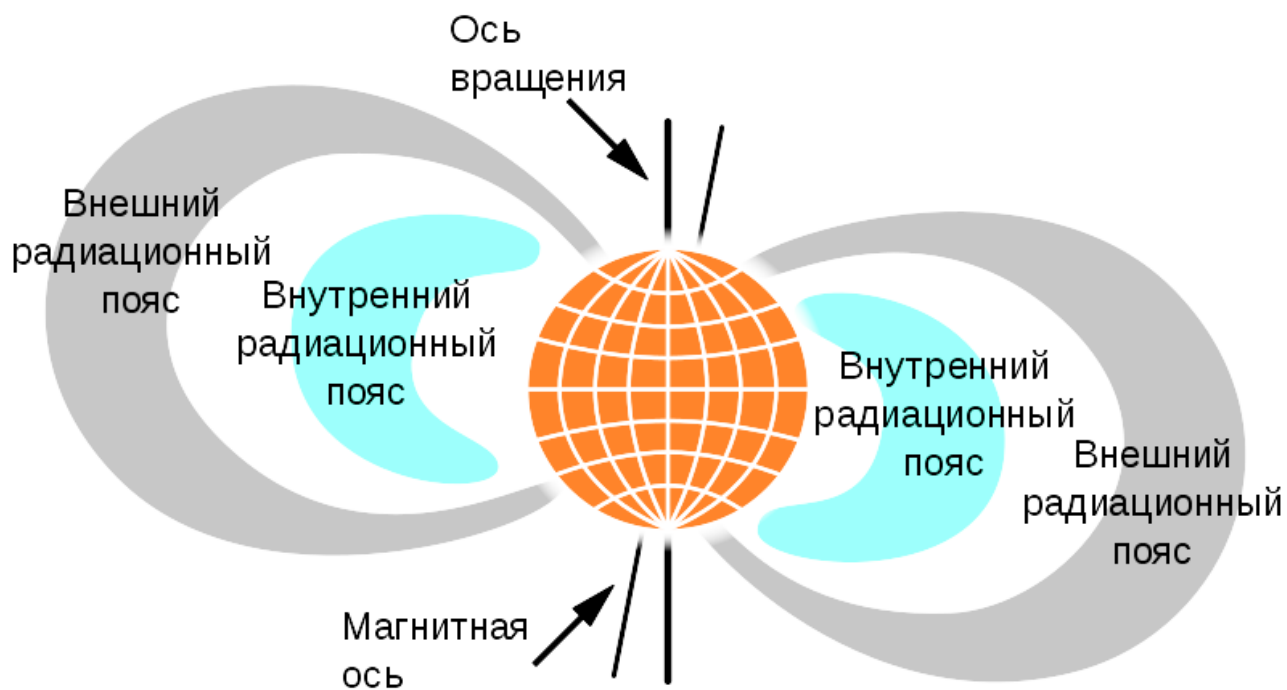 Ось
вращения
Внешний
радиационный
пояс
Внутренний
радиационный
пояс
Внутренний
радиационный
пояс
Внешний
радиационный
пояс
Магнитная
ось